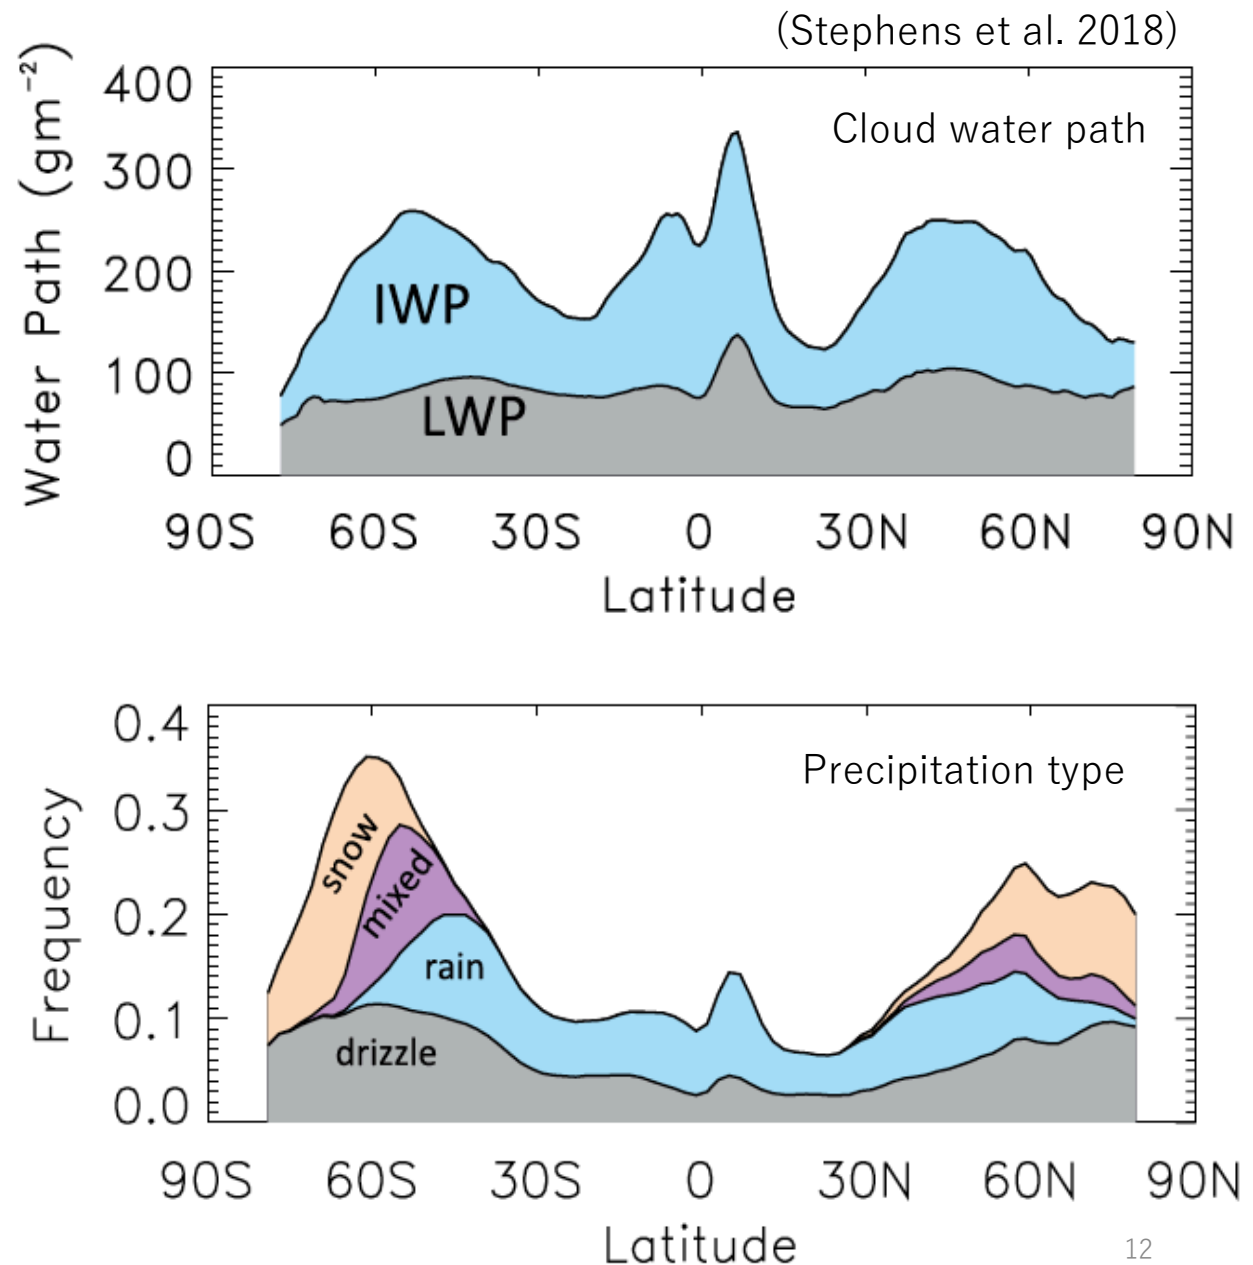 (Stephens et al. 2018)
Water Path (gm⁻²)
400
300
200
100
0
Cloud water path
IWP
LWP
90S 60S 30S 0 30N 60N 90N
Latitude
Frequency
0.4
0.3
0.2
0.1
0.0
Precipitation type
snow
mixed
rain
drizzle
90S 60S 30S 0 30N 60N 90N
Latitude
12